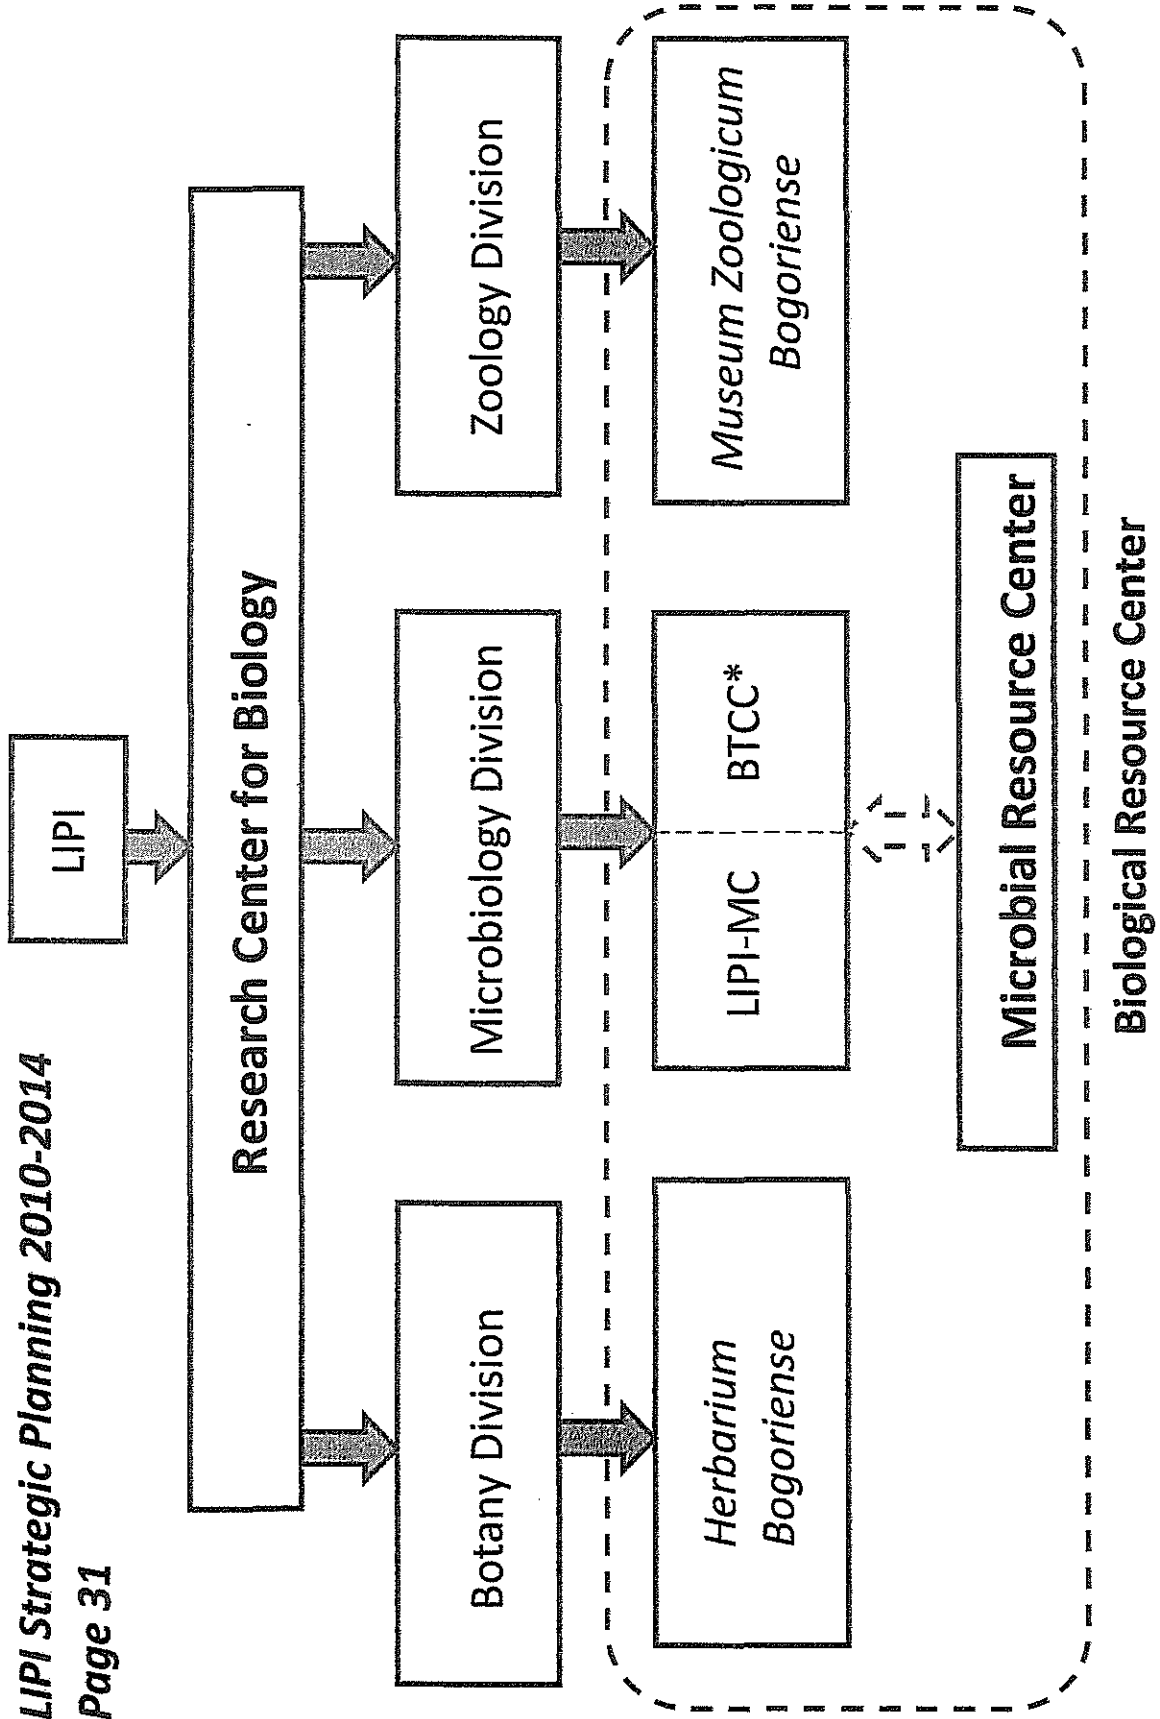 LIPI Strategic Planning 2010-2014
Page 31
LIPI
Research Center for Biology
Botany Division
Microbiology Division
Zoology Division
Herbarium
Bogoriense
LIPI-MC
BTCC*
Museum Zoologicum
Bogoriense
Microbial Resource Center
Biological Resource Center